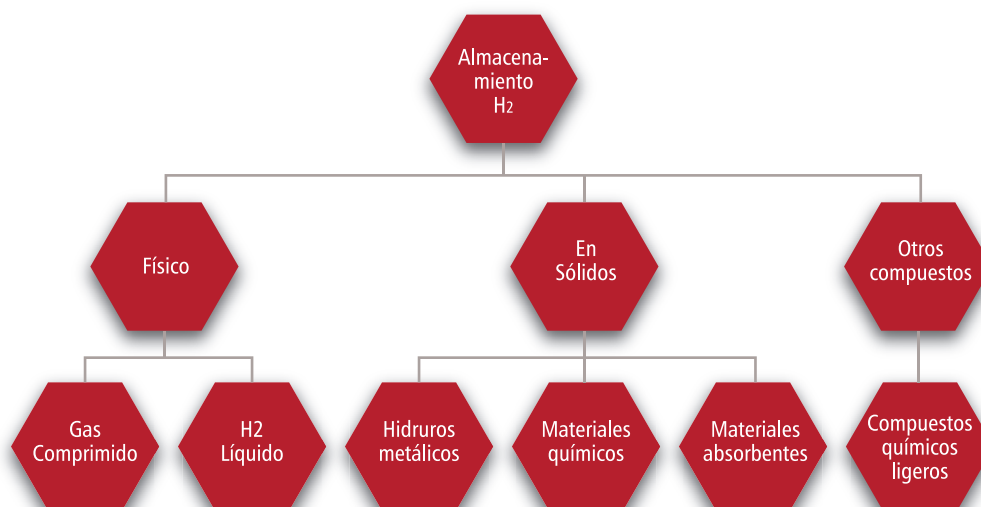 Almacena-
miento
H2
Físico
En
Sólidos
Otros
compuestos
Gas
Comprimido
H2
Líquido
Hidruros
metálicos
Materiales
químicos
Materiales
absorbentes
Compuestos
químicos
ligeros